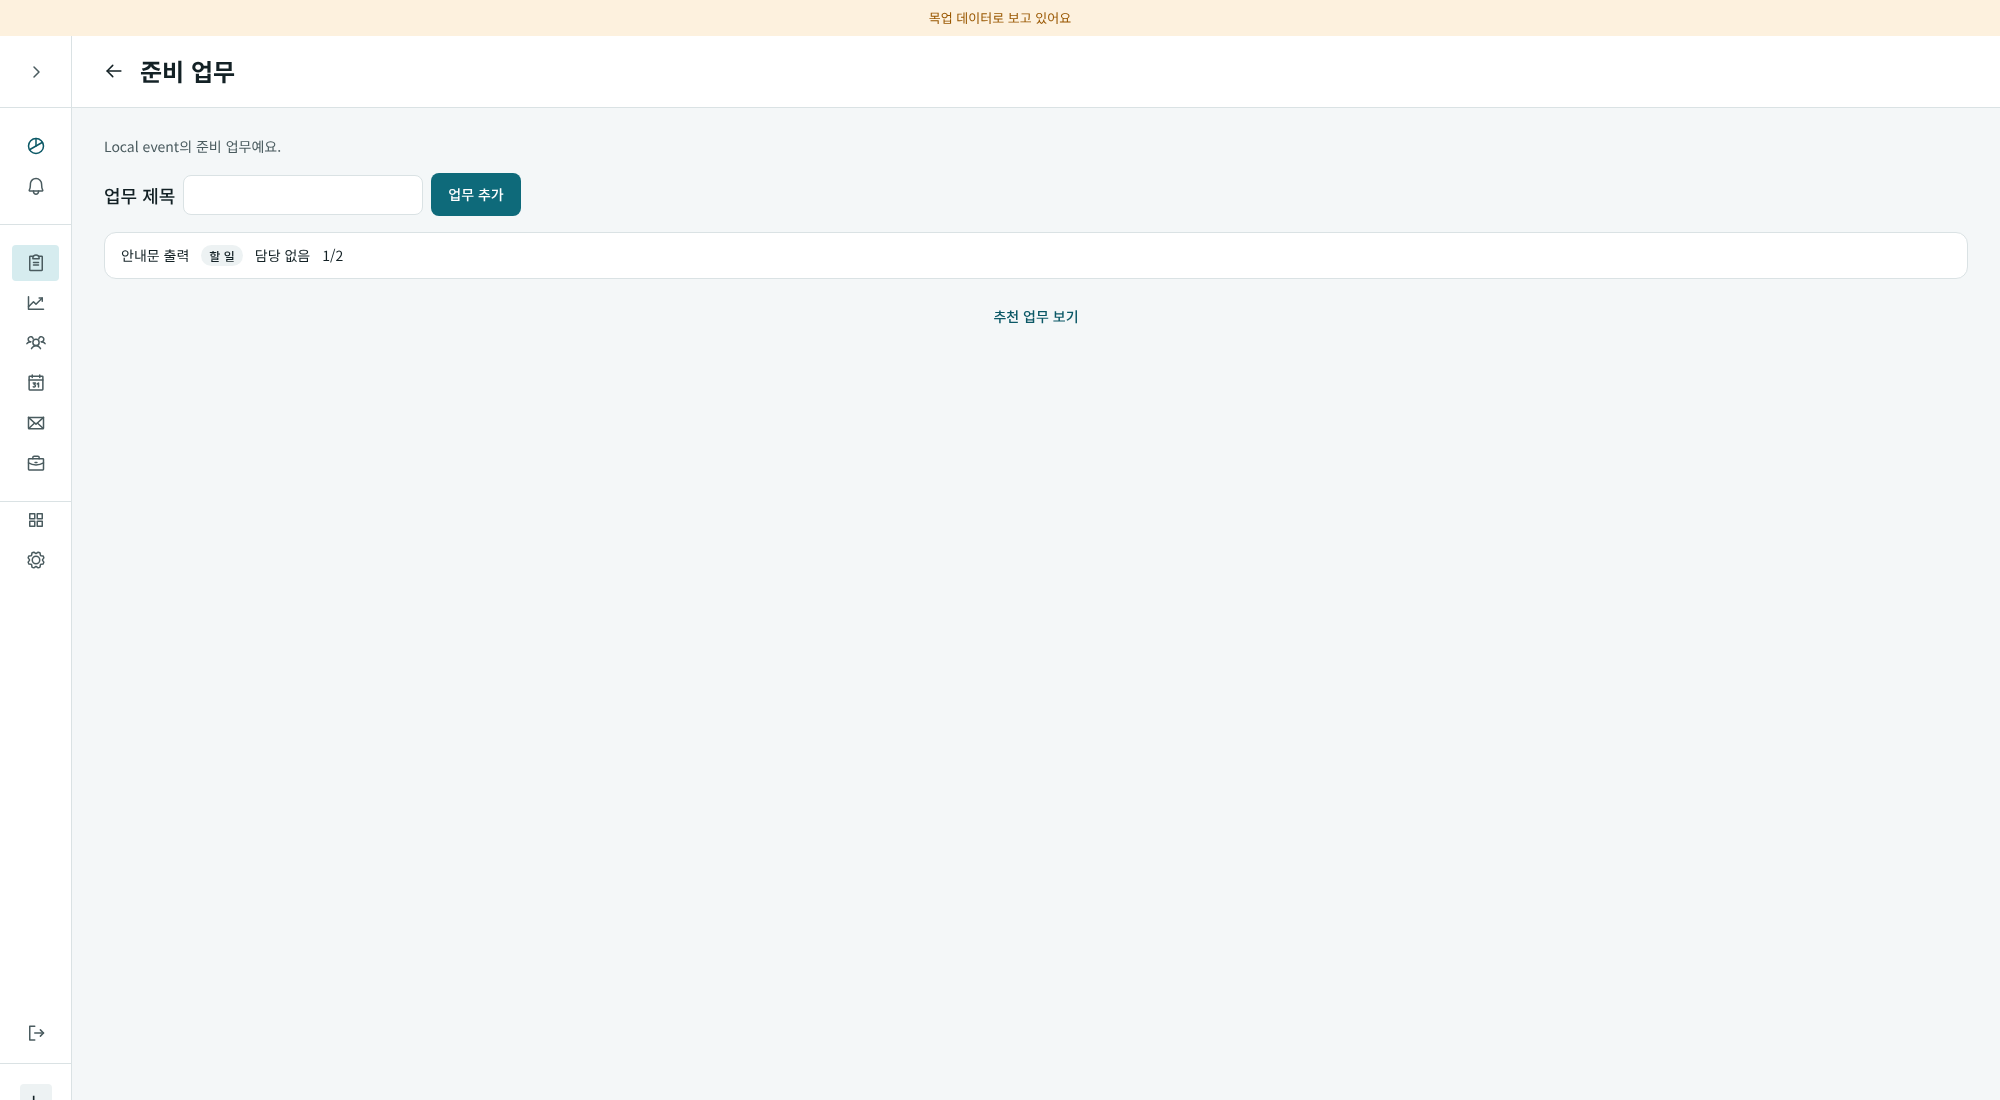 목업 데이터로 보고 있어요
준비 업무
Local event의 준비 업무예요.
업무 제목 업무 추가
안내문 출력 할 일 담당 없음 1/2
31
추천 업무 보기